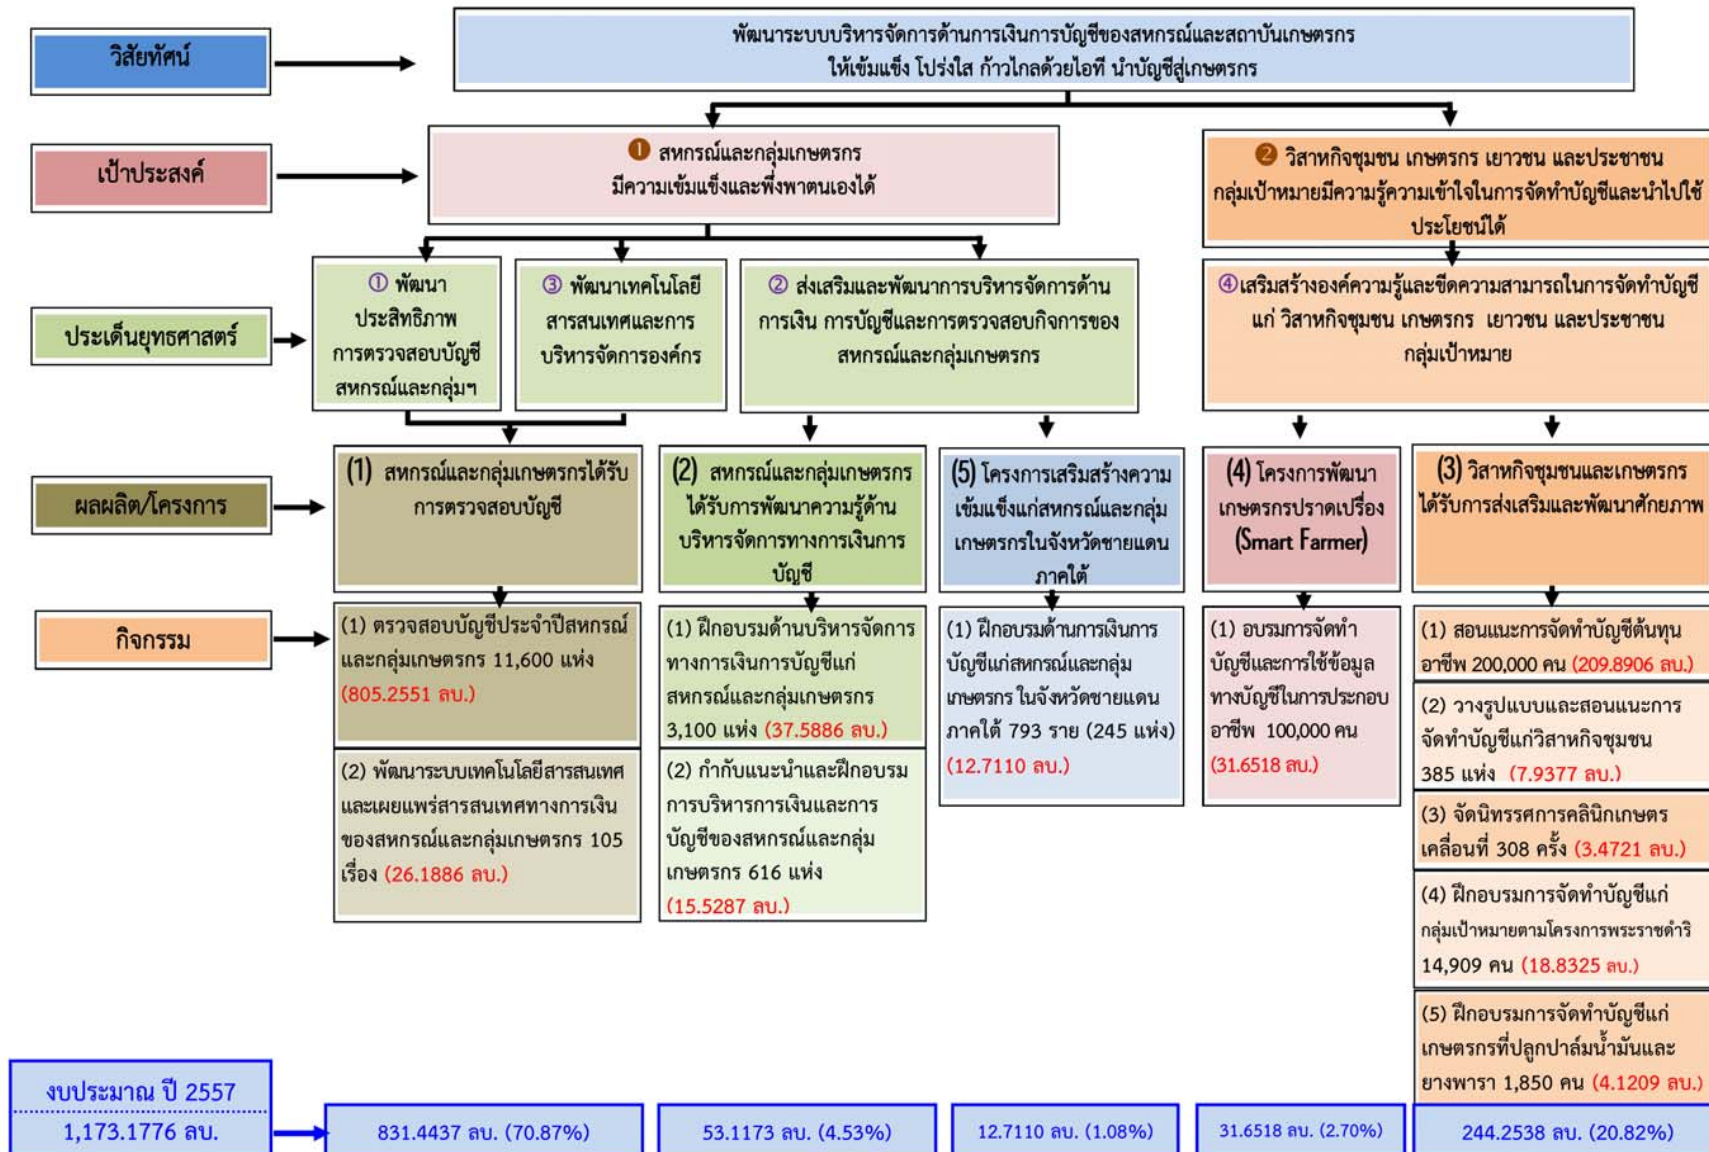 วิสัยทัศน์
พัฒนาระบบบริหารจัดการด้านการเงินการบัญชีของสหกรณ์และสถาบันเกษตรกร
ให้เข้มแข็ง โปร่งใส ก้าวไกลด้วยไอที นำบัญชีสู่เกษตรกร
เป้าประสงค์
❶ สหกรณ์และกลุ่มเกษตรกร
มีความเข้มแข็งและพึ่งพาตนเองได้
❷ วิสาหกิจชุมชน เกษตรกร เยาวชน และประชาชน
กลุ่มเป้าหมายมีความรู้ความเข้าใจในการจัดทำบัญชีและนำไปใช้
ประโยชน์ได้
ประเด็นยุทธศาสตร์
① พัฒนา
ประสิทธิภาพ
การตรวจสอบบัญชี
สหกรณ์และกลุ่มฯ
③ พัฒนาเทคโนโลยี
สารสนเทศและการ
บริหารจัดการองค์กร
② ส่งเสริมและพัฒนาการบริหารจัดการด้าน
การเงิน การบัญชีและการตรวจสอบกิจการของ
สหกรณ์และกลุ่มเกษตรกร
④เสริมสร้างองค์ความรู้และขีดความสามารถในการจัดทำบัญชี
แก่ วิสาหกิจชุมชน เกษตรกร เยาวชน และประชาชน
กลุ่มเป้าหมาย
ผลผลิต/โครงการ
(1) สหกรณ์และกลุ่มเกษตรกรได้รับ
การตรวจสอบบัญชี
(2) สหกรณ์และกลุ่มเกษตรกร
ได้รับการพัฒนาความรู้ด้าน
บริหารจัดการทางการเงินการ
บัญชี
(5) โครงการเสริมสร้างความ
เข้มแข็งแก่สหกรณ์และกลุ่ม
เกษตรกรในจังหวัดชายแดน
ภาคใต้
(4) โครงการพัฒนา
เกษตรกรปราดเปรื่อง
(Smart Farmer)
(3) วิสาหกิจชุมชนและเกษตรกร
ได้รับการส่งเสริมและพัฒนาศักยภาพ
กิจกรรม
(1) ตรวจสอบบัญชีประจำปีสหกรณ์
และกลุ่มเกษตรกร 11,600 แห่ง
(805.2551 ลบ.)
(2) พัฒนาระบบเทคโนโลยีสารสนเทศ
และเผยแพร่สารสนเทศทางการเงิน
ของสหกรณ์และกลุ่มเกษตรกร 105
เรื่อง (26.1886 ลบ.)
(1) ฝึกอบรมด้านบริหารจัดการ
ทางการเงินการบัญชีแก่
สหกรณ์และกลุ่มเกษตรกร
3,100 แห่ง (37.5886 ลบ.)
(2) กำกับแนะนำและฝึกอบรม
การบริหารการเงินและการ
บัญชีของสหกรณ์และกลุ่ม
เกษตรกร 616 แห่ง
(15.5287 ลบ.)
(1) ฝึกอบรมด้านการเงินการ
บัญชีแก่สหกรณ์และกลุ่ม
เกษตรกร ในจังหวัดชายแดน
ภาคใต้ 793 ราย (245 แห่ง)
(12.7110 ลบ.)
(1) อบรมการจัดทำ
บัญชีและการใช้ข้อมูล
ทางบัญชีในการประกอบ
อาชีพ 100,000 คน
(31.6518 ลบ.)
(1) สอนแนะการจัดทำบัญชีต้นทุน
อาชีพ 200,000 คน (209.8906 ลบ.)
(2) วางรูปแบบและสอนแนะการ
จัดทำบัญชีแก่วิสาหกิจชุมชน
385 แห่ง (7.9377 ลบ.)
(3) จัดนิทรรศการคลินิกเกษตร
เคลื่อนที่ 308 ครั้ง (3.4721 ลบ.)
(4) ฝึกอบรมการจัดทำบัญชีแก่
กลุ่มเป้าหมายตามโครงการพระราชดำริ
14,909 คน (18.8325 ลบ.)
(5) ฝึกอบรมการจัดทำบัญชีแก่
เกษตรกรที่ปลูกปาล์มน้ำมันและ
ยางพารา 1,850 คน (4.1209 ลบ.)
งบประมาณ ปี 2557
1,173.1776 ลบ.
831.4437 ลบ. (70.87%)
53.1173 ลบ. (4.53%)
12.7110 ลบ. (1.08%)
31.6518 ลบ. (2.70%)
244.2538 ลบ. (20.82%)